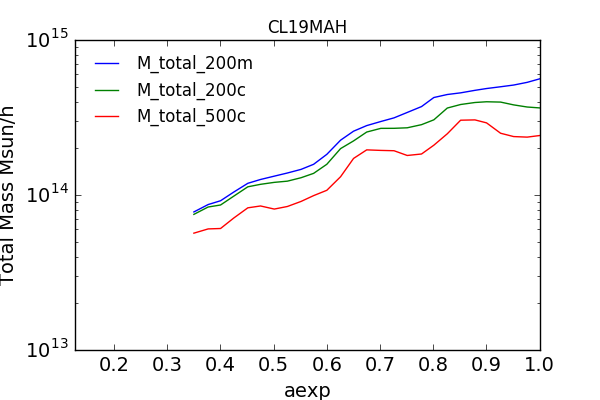 CL19MAH
10^15
M_total_200m
M_total_200c
M_total_500c
10^14
Total Mass Msun/h
10^13
0.2 0.3 0.4 0.5 0.6 0.7 0.8 0.9 1.0
aexp